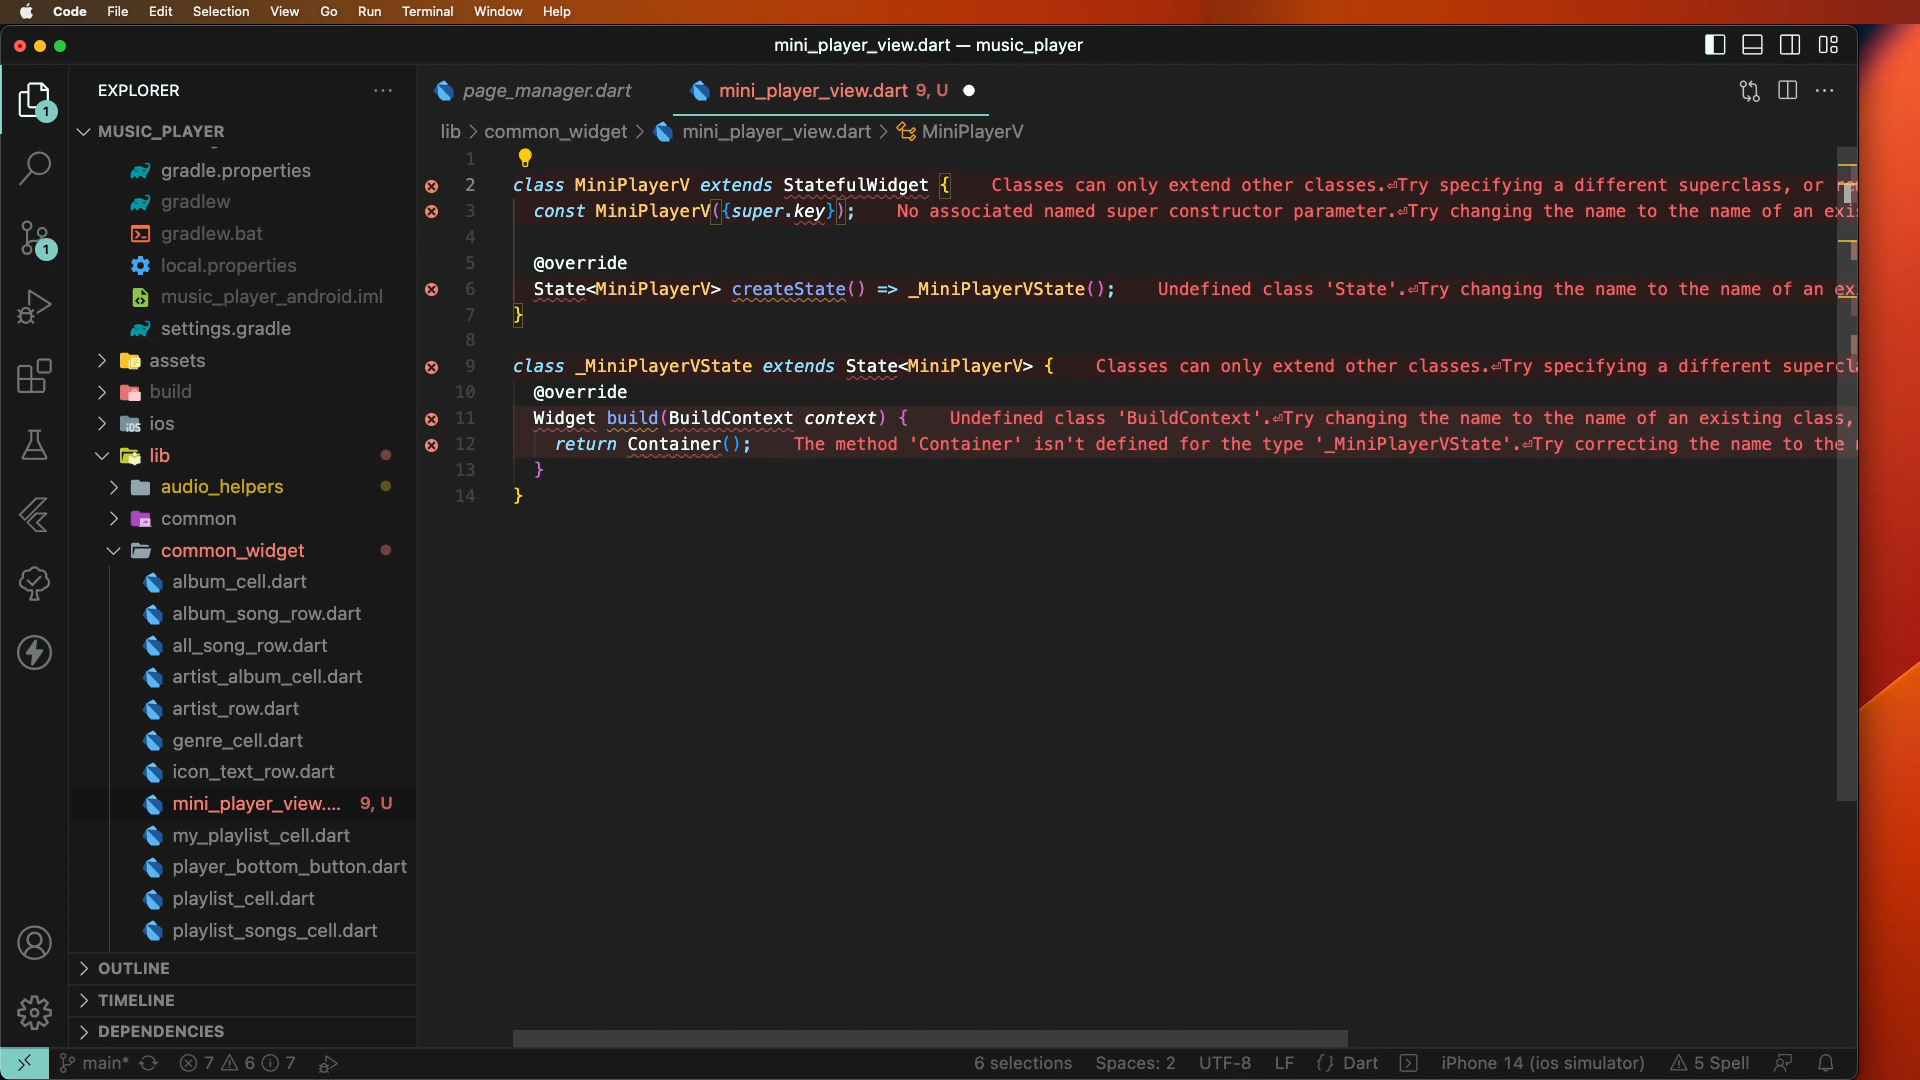 Code File Edit Selection View Go Run Terminal Window Help
mini_player_view.dart — music_player
EXPLORER
MUSIC_PLAYER
gradle.properties
gradlew
gradlew.bat
local.properties
music_player_android.iml
settings.gradle
assets
build
ios
lib
audio_helpers
common
common_widget
album_cell.dart
album_song_row.dart
all_song_row.dart
artist_album_cell.dart
artist_row.dart
genre_cell.dart
icon_text_row.dart
mini_player_view.... 9, U
my_playlist_cell.dart
player_bottom_button.dart
playlist_cell.dart
playlist_songs_cell.dart
OUTLINE
TIMELINE
DEPENDENCIES
page_manager.dart
mini_player_view.dart 9, U
lib > common_widget > mini_player_view.dart > MiniPlayerV
1
2 class MiniPlayerV extends StatefulWidget { Classes can only extend other classes.⏎Try specifying a different superclass, or
3 const MiniPlayerV({super.key}); No associated named super constructor parameter.⏎Try changing the name to the name of an exi
4
5 @override
6 State<MiniPlayerV> createState() => _MiniPlayerVState(); Undefined class 'State'.⏎Try changing the name to the name of an ex
7 }
8
9 class _MiniPlayerVState extends State<MiniPlayerV> { Classes can only extend other classes.⏎Try specifying a different supercl
10 @override
11 Widget build(BuildContext context) { Undefined class 'BuildContext'.⏎Try changing the name to the name of an existing class,
12 return Container(); The method 'Container' isn't defined for the type '_MiniPlayerVState'.⏎Try correcting the name to the
13 }
14 }
1
1
main* 7 6 7
6 selections Spaces: 2 UTF-8 LF {} Dart iPhone 14 (ios simulator) 5 Spell